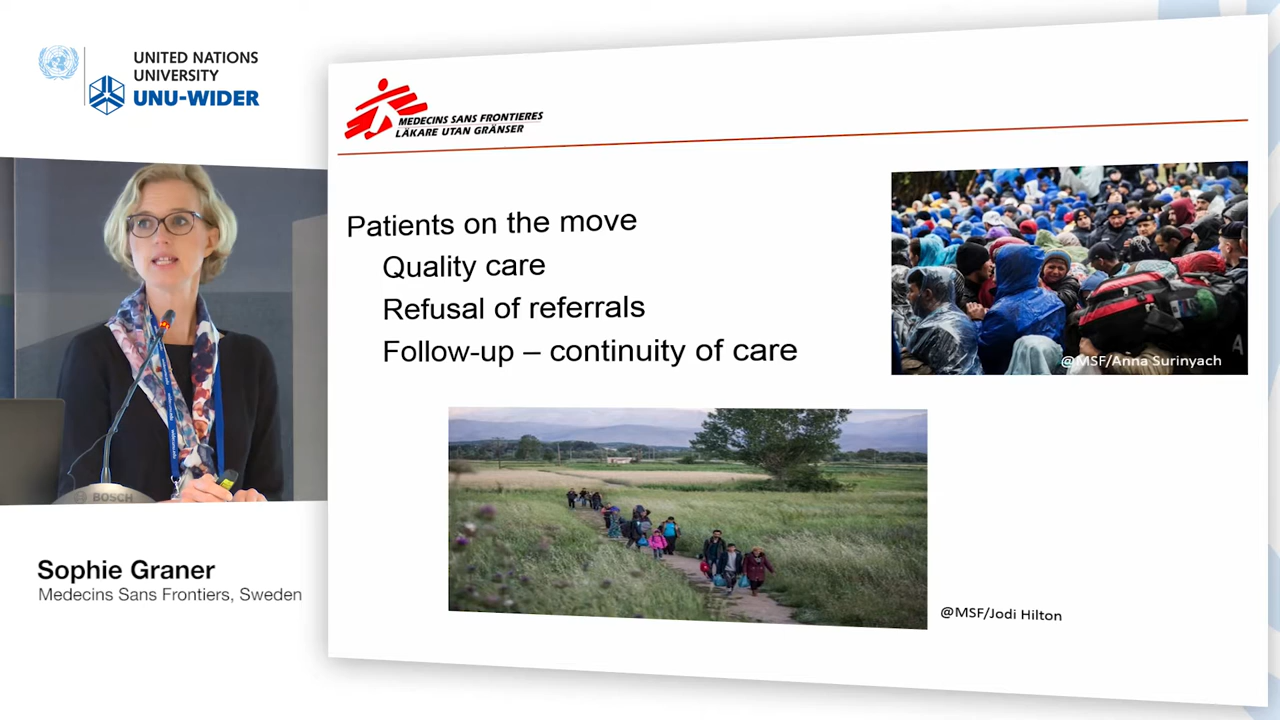 UNITED NATIONS
UNIVERSITY
UNU-WIDER
MEDECINS SANS FRONTIERES
LÄKARE UTAN GRÄNSER
Patients on the move
Quality care
Refusal of referrals
Follow-up – continuity of care
@MSF/Anna Surinyach
@MSF/Jodi Hilton
BOSCH
Sophie Graner
Medecins Sans Frontiers, Sweden